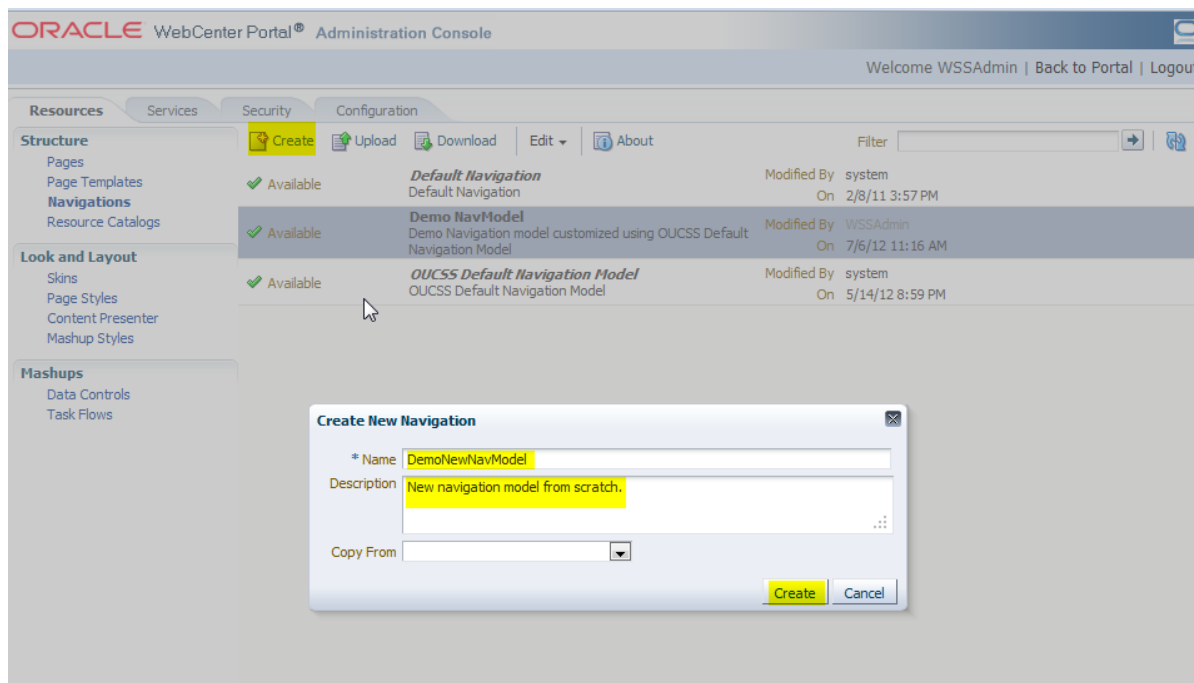 ORACLE WebCenter Portal® Administration Console
Welcome WSSAdmin | Back to Portal | Logout
Resources Services Security Configuration
Structure
Pages
Page Templates
Navigations
Resource Catalogs
Look and Layout
Skins
Page Styles
Content Presenter
Mashup Styles
Mashups
Data Controls
Task Flows
Create Upload Download Edit About Filter
Available Default Navigation Modified By system
Default Navigation On 2/8/11 3:57 PM
Available Demo NavModel Modified By WSSAdmin
Demo Navigation model customized using OUCSS Default On 7/6/12 11:16 AM
Navigation Model
Available OUCSS Default Navigation Model Modified By system
OUCSS Default Navigation Model On 5/14/12 8:59 PM
Create New Navigation
* Name DemoNewNavModel
Description New navigation model from scratch.
Copy From
Create Cancel